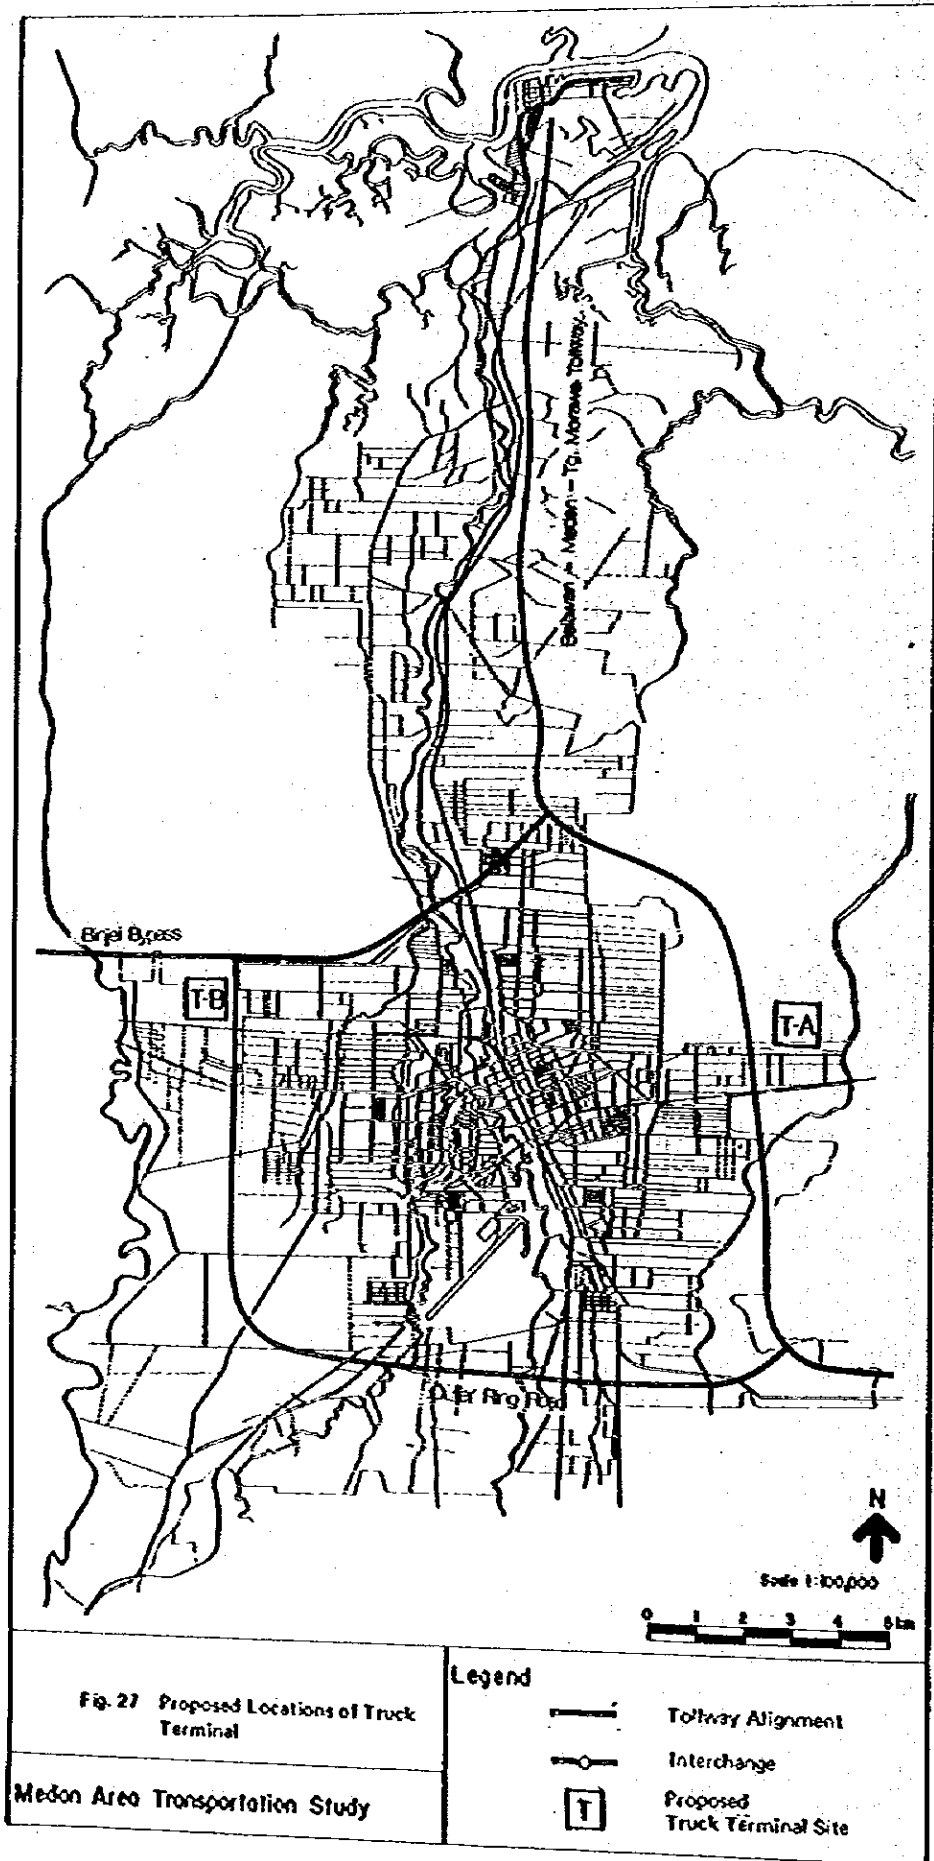 Belawan - Medan - Tg. Morawa Tollway
Binjei Bypass
T-B
T-A
Outer Ring Road
N
Scale 1:100,000
0 1 2 3 4 5 km
Legend
Fig. 27 Proposed Locations of Truck
Terminal
Tollway Alignment
Interchange
T
Proposed
Truck Terminal Site
Medan Area Transportation Study